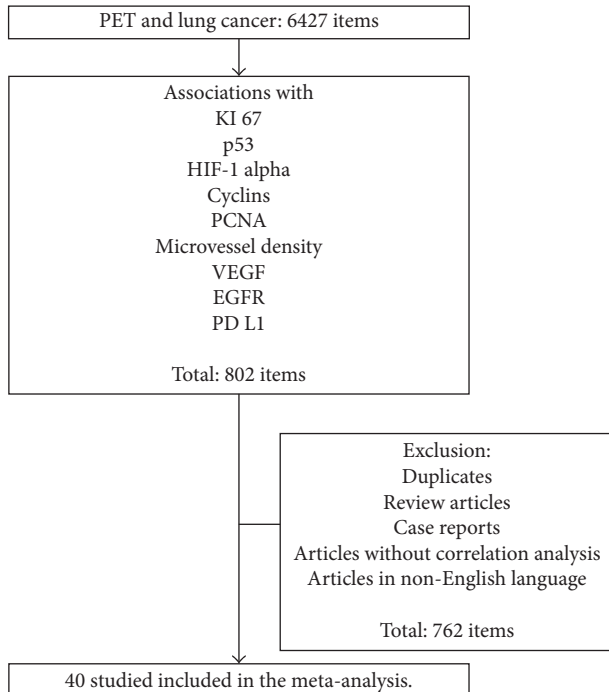 PET and lung cancer: 6427 items
Associations with
KI 67
p53
HIF-1 alpha
Cyclins
PCNA
Microvessel density
VEGF
EGFR
PD L1
Total: 802 items
Exclusion:
Duplicates
Review articles
Case reports
Articles without correlation analysis
Articles in non-English language
Total: 762 items
40 studied included in the meta-analysis.